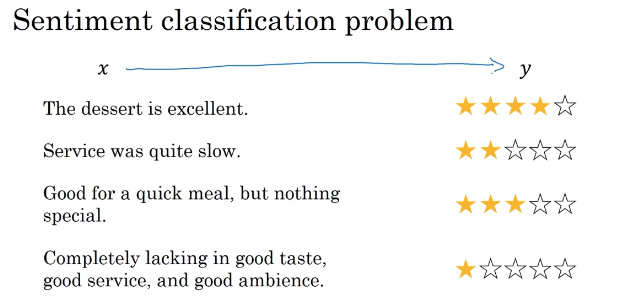 Sentiment classification problem
x y
The dessert is excellent.
Service was quite slow.
Good for a quick meal, but nothing
special.
Completely lacking in good taste,
good service, and good ambience.